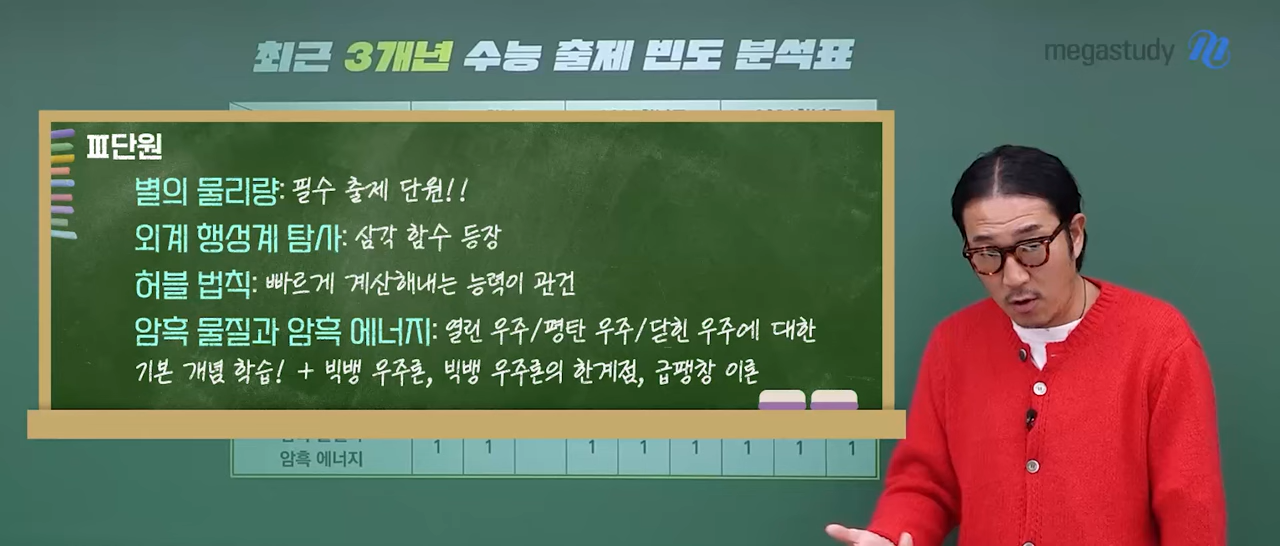 최근 3개년 수능 출제 빈도 분석표
megastudy
Ⅲ단원
별의 물리량: 필수 출제 단원!!
외계 행성계 탐사: 삼각 함수 등장
허블 법칙: 빠르게 계산해내는 능력이 관건
암흑 물질과 암흑 에너지: 열린 우주/평탄 우주/닫힌 우주에 대한
기본 개념 학습! + 빅뱅 우주론, 빅뱅 우주론의 한계점, 급팽창 이론
암흑 에너지 1 1 1 1 1 1 1 1